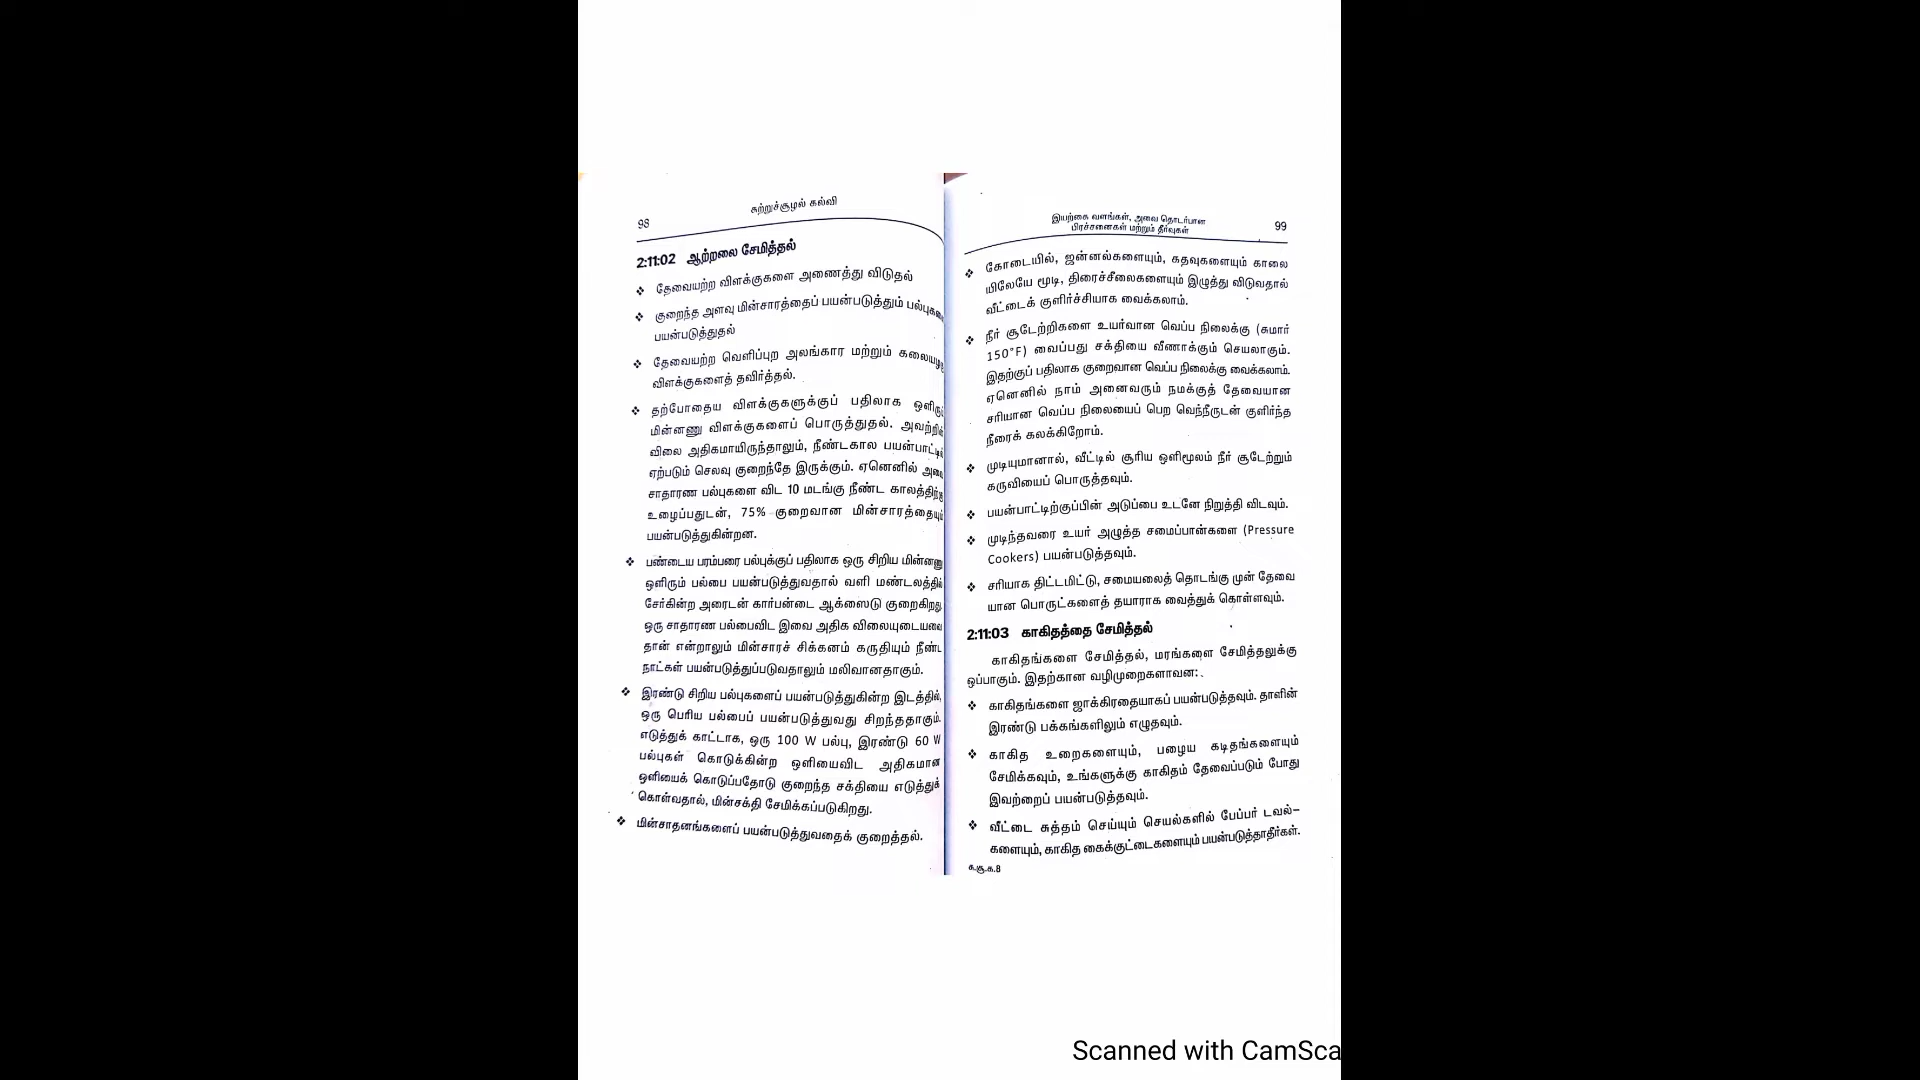 98
சுற்றுச்சூழல் கல்வி
2:11:02 ஆற்றலை சேமித்தல்
❖ தேவையற்ற விளக்குகளை அணைத்து விடுதல்
❖ குறைந்த அளவு மின்சாரத்தைப் பயன்படுத்தும்
பயன்படுத்துதல்
❖ தேவையற்ற வெளிப்புற அலங்கார மற்றும்
விளக்குகளைத் தவிர்த்தல்.
❖ தற்போதைய விளக்குகளுக்குப் பதிலாக
மின்னணு விளக்குகளைப் பொருத்துதல்.
விலை அதிகமாயிருந்தாலும், நீண்டகால
ஏற்படும் செலவு குறைந்தே இருக்கும். ஏனெனில்
சாதாரண பல்புகளை விட 10 மடங்கு நீண்ட
உழைப்பதுடன், 75% குறைவான
பயன்படுத்துகின்றன.
❖ பண்டைய பரம்பரை பல்புக்குப் பதிலாக ஒரு சிறிய
ஒளிரும் பல்பை பயன்படுத்துவதால் வளி
சேர்கின்ற அரைடன் கார்பன்டை ஆக்ஸைடு குறைகிறது.
ஒரு சாதாரண பல்பைவிட இவை அதிக
தான் என்றாலும் மின்சாரச் சிக்கனம் கருதியும்
நாட்கள் பயன்படுத்துப்படுவதாலும் மலிவானதாகும்.
❖ இரண்டு சிறிய பல்புகளைப் பயன்படுத்துகின்ற இடத்தில்,
ஒரு பெரிய பல்பைப் பயன்படுத்துவது சிறந்ததாகும்.
எடுத்துக் காட்டாக, ஒரு 100 W பல்பு, இரண்டு 60 W
பல்புகள் கொடுக்கின்ற ஒளியைவிட அதிகமான
ஒளியைக் கொடுப்பதோடு குறைந்த சக்தியை எடுத்துக்
கொள்வதால், மின்சக்தி சேமிக்கப்படுகிறது.
❖ மின்சாதனங்களைப் பயன்படுத்துவதைக் குறைத்தல்.
இயற்கை வளங்கள், அவை தொடர்பான
பிரச்சனைகள் மற்றும் தீர்வுகள்
99
❖ கோடையில், ஜன்னல்களையும், கதவுகளையும் காலை
யிலேயே மூடி, திரைச்சீலைகளையும் இழுத்து விடுவதால்
வீட்டைக் குளிர்ச்சியாக வைக்கலாம்.
❖ நீர் சூடேற்றிகளை உயர்வான வெப்ப நிலைக்கு (சுமார்
150°F) வைப்பது சக்தியை வீணாக்கும் செயலாகும்.
இதற்குப் பதிலாக குறைவான வெப்ப நிலைக்கு வைக்கலாம்.
ஏனெனில் நாம் அனைவரும் நமக்குத் தேவையான
சரியான வெப்ப நிலையைப் பெற வெந்நீருடன் குளிர்ந்த
நீரைக் கலக்கிறோம்.
❖ முடியுமானால், வீட்டில் சூரிய ஒளிமூலம் நீர் சூடேற்றும்
கருவியைப் பொருத்தவும்.
❖ பயன்பாட்டிற்குப்பின் அடுப்பை உடனே நிறுத்தி விடவும்.
❖ முடிந்தவரை உயர் அழுத்த சமைப்பான்களை (Pressure
Cookers) பயன்படுத்தவும்.
❖ சரியாக திட்டமிட்டு, சமையலைத் தொடங்கு முன் தேவை
யான பொருட்களைத் தயாராக வைத்துக் கொள்ளவும்.
2:11:03 காகிதத்தை சேமித்தல்
காகிதங்களை சேமித்தல், மரங்களை சேமித்தலுக்கு
ஒப்பாகும். இதற்கான வழிமுறைகளாவன:
❖ காகிதங்களை ஜாக்கிரதையாகப் பயன்படுத்தவும். தாளின்
இரண்டு பக்கங்களிலும் எழுதவும்.
❖ காகித உறைகளையும், பழைய கடிதங்களையும்
சேமிக்கவும், உங்களுக்கு காகிதம் தேவைப்படும் போது
இவற்றைப் பயன்படுத்தவும்.
❖ வீட்டை சுத்தம் செய்யும் செயல்களில் பேப்பர் டவல்–
களையும், காகித கைக்குட்டைகளையும் பயன்படுத்தாதீர்கள்.
சு.சூ.க.8
Scanned with CamSca